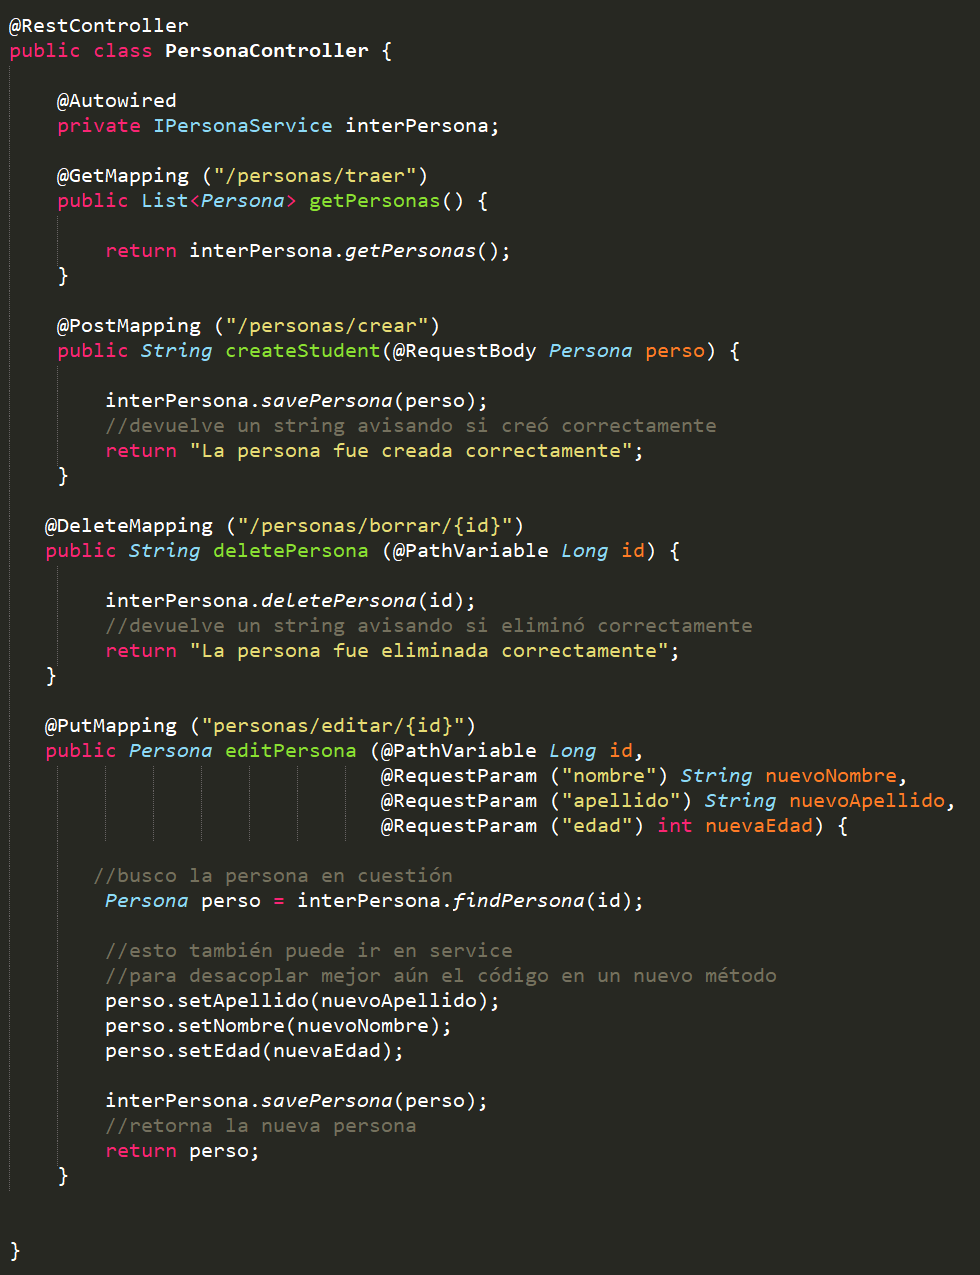 @RestController
public class PersonaController {
@Autowired
private IPersonaService interPersona;
@GetMapping ("/personas/traer")
public List<Persona> getPersonas() {
return interPersona.getPersonas();
}
@PostMapping ("/personas/crear")
public String createStudent(@RequestBody Persona perso) {
interPersona.savePersona(perso);
//devuelve un string avisando si creó correctamente
return "La persona fue creada correctamente";
}
@DeleteMapping ("/personas/borrar/{id}")
public String deletePersona (@PathVariable Long id) {
interPersona.deletePersona(id);
//devuelve un string avisando si eliminó correctamente
return "La persona fue eliminada correctamente";
}
@PutMapping ("personas/editar/{id}")
public Persona editPersona (@PathVariable Long id,
@RequestParam ("nombre") String nuevoNombre,
@RequestParam ("apellido") String nuevoApellido,
@RequestParam ("edad") int nuevaEdad) {
//busco la persona en cuestión
Persona perso = interPersona.findPersona(id);
//esto también puede ir en service
//para desacoplar mejor aún el código en un nuevo método
perso.setApellido(nuevoApellido);
perso.setNombre(nuevoNombre);
perso.setEdad(nuevaEdad);
interPersona.savePersona(perso);
//retorna la nueva persona
return perso;
}
}